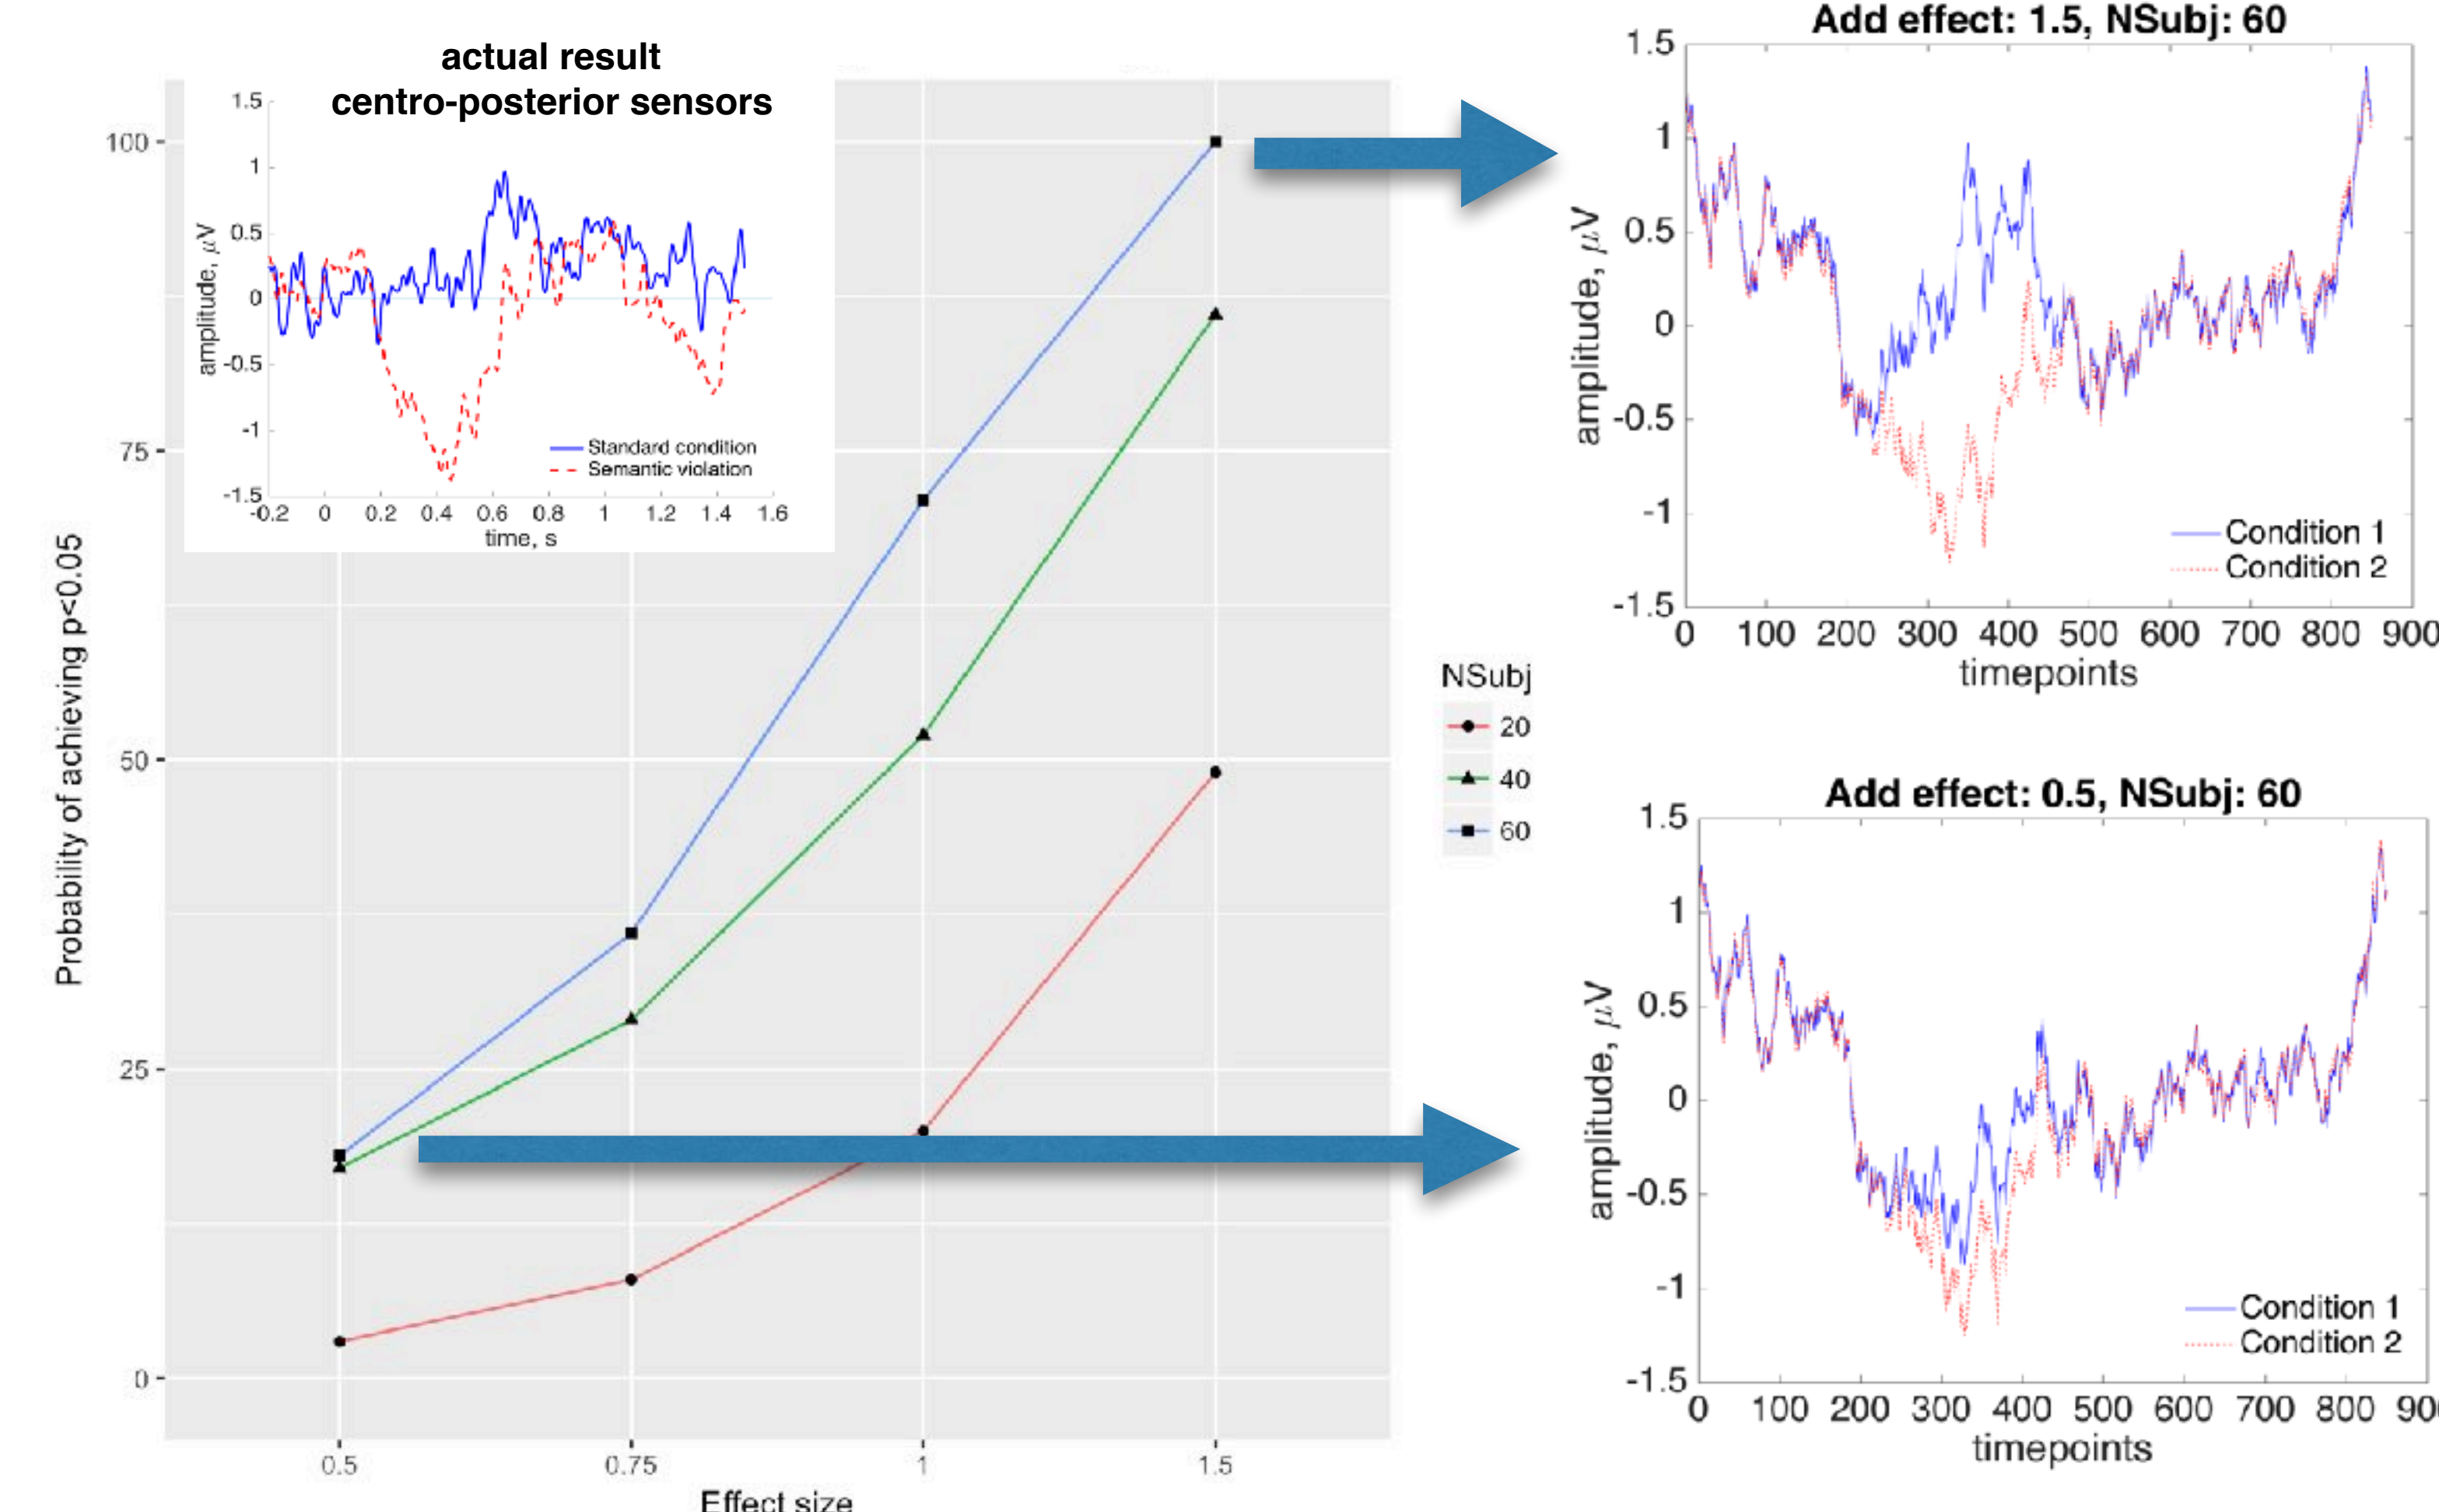 actual result
centro-posterior sensors
1.5
1
0.5
0
-0.5
-1
-1.5
amplitude, μV
-0.2 0 0.2 0.4 0.6 0.8 1 1.2 1.4 1.6
time, s
Standard condition
Semantic violation
100
75
50
25
0
Probability of achieving p<0.05
0.5 0.75 1 1.5
Effect size
NSubj
20
40
60
Add effect: 1.5, NSubj: 60
1.5
1
0.5
0
-0.5
-1
-1.5
amplitude, μV
Condition 1
Condition 2
0 100 200 300 400 500 600 700 800 900
timepoints
Add effect: 0.5, NSubj: 60
1.5
1
0.5
0
-0.5
-1
-1.5
amplitude, μV
Condition 1
Condition 2
0 100 200 300 400 500 600 700 800
timepoints